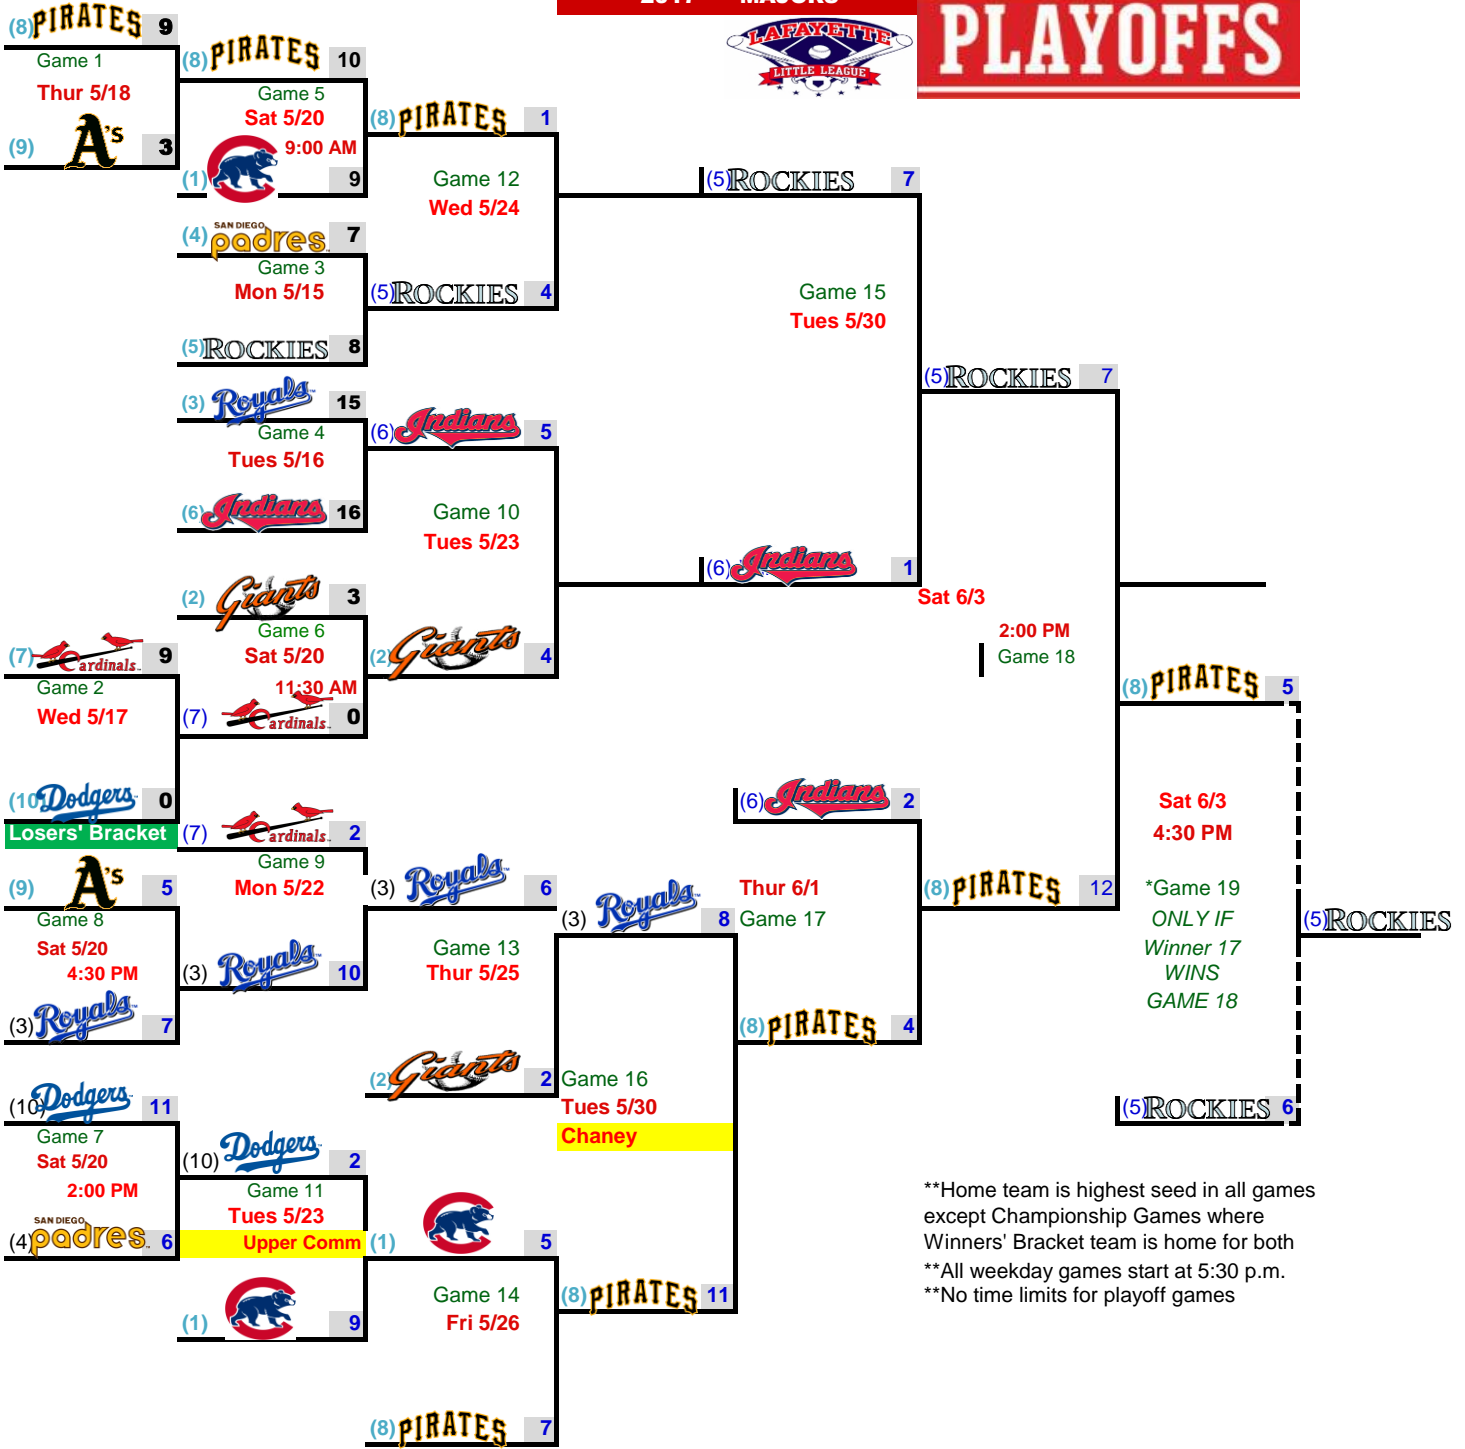 2017 MAJORS
LAFAYETTE
LITTLE LEAGUE
PLAYOFFS
(8) PIRATES 9
Game 1
Thur 5/18
(9) A's 3
(8) PIRATES 10
Game 5
Sat 5/20
9:00 AM
(1) C 9
(8) PIRATES 1
Game 12
Wed 5/24
(4) SAN DIEGO padres 7
Game 3
Mon 5/15
(5) ROCKIES 8
(5) ROCKIES 4
(5) ROCKIES 7
Game 15
Tues 5/30
(3) Royals 15
Game 4
Tues 5/16
(6) Indians 16
(6) Indians 5
Game 10
Tues 5/23
(6) Indians 1
(2) Giants 3
Game 6
Sat 5/20
11:30 AM
(7) Cardinals 0
(2) Giants 4
(7) Cardinals 9
Game 2
Wed 5/17
(10) Dodgers 0
(5) ROCKIES 7
Sat 6/3
2:00 PM
Game 18
(8) PIRATES 5
Sat 6/3
4:30 PM
*Game 19
ONLY IF
Winner 17
WINS
GAME 18
(5) ROCKIES
(5) ROCKIES 6
Losers' Bracket
(7) Cardinals 2
Game 9
Mon 5/22
(3) Royals 10
(9) A's 5
Game 8
Sat 5/20
4:30 PM
(3) Royals 7
(3) Royals 6
Game 13
Thur 5/25
(2) Giants 2
(3) Royals 8
Game 16
Tues 5/30
Chaney
(6) Indians 2
Thur 6/1
Game 17
(8) PIRATES 4
(8) PIRATES 12
(10) Dodgers 11
Game 7
Sat 5/20
2:00 PM
(4) SAN DIEGO padres 6
(10) Dodgers 2
Game 11
Tues 5/23
Upper Comm
(1) C 9
(1) C 5
Game 14
Fri 5/26
(8) PIRATES 7
(8) PIRATES 11
**Home team is highest seed in all games
except Championship Games where
Winners' Bracket team is home for both
**All weekday games start at 5:30 p.m.
**No time limits for playoff games